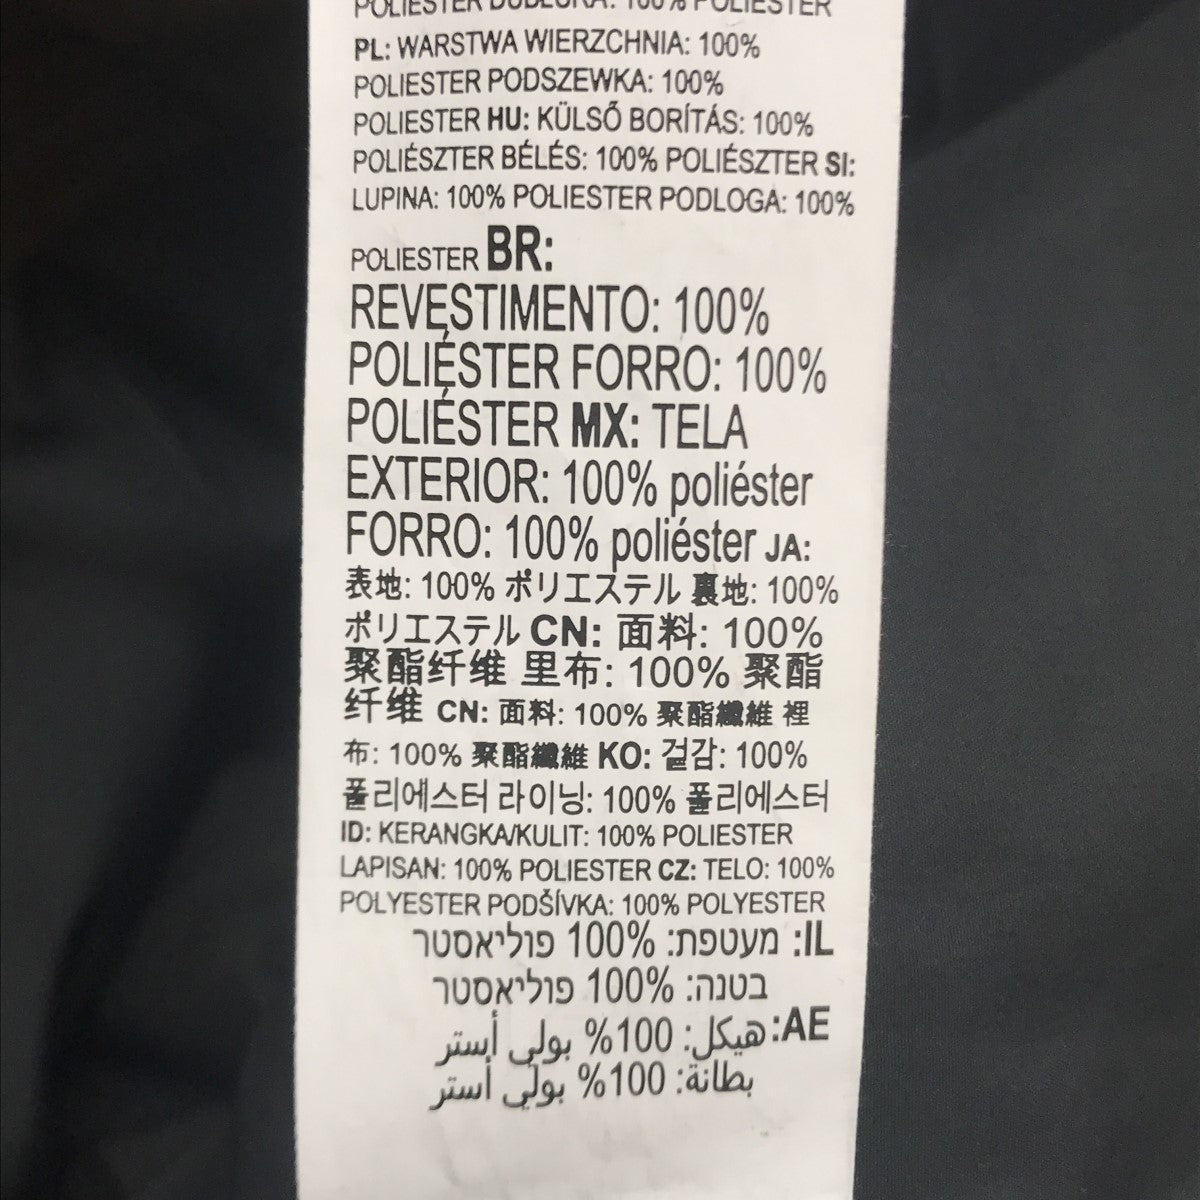 POLIESTER DUBĽURA: 100% POLIESTER
PL: WARSTWA WIERZCHNIA: 100%
POLIESTER PODSZEWKA: 100%
POLIESTER HU: KÜLSŐ BORÍTÁS: 100%
POLIÉSZTER BÉLÉS: 100% POLIÉSZTER SI:
LUPINA: 100% POLIESTER PODLOGA: 100%
POLIESTER BR:
REVESTIMENTO: 100%
POLIÉSTER FORRO: 100%
POLIÉSTER MX: TELA
EXTERIOR: 100% poliéster
FORRO: 100% poliéster JA:
表地: 100% ポリエステル 裏地: 100%
ポリエステル CN: 面料: 100%
聚酯纤维 里布: 100% 聚酯
纤维 CN: 面料: 100% 聚酯纖維 裡
布: 100% 聚酯纖維 KO: 겉감: 100%
폴리에스터 라이닝: 100% 폴리에스터
ID: KERANGKA/KULIT: 100% POLIESTER
LAPISAN: 100% POLIESTER CZ: TELO: 100%
POLYESTER PODŠÍVKA: 100% POLYESTER
IL: מעטפת: 100% פוליאסטר
בטנה: 100% פוליאסטר
AE: هيكل: 100% بولي أستر
بطانة: 100% بولي أستر